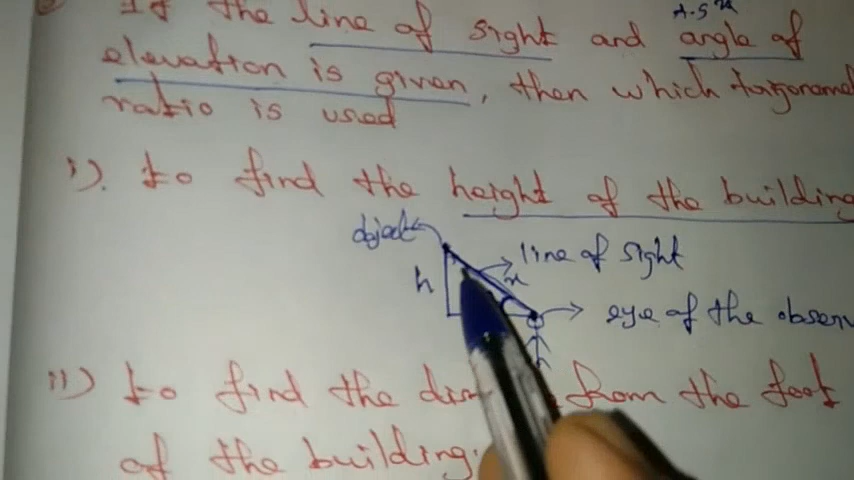 If the line of sight and angle of
elevation is given, then which
ratio is used
i). to find the height of the building
object
line of sight
h
x
eye of the observ
ii) to find the from the foot
of the building.